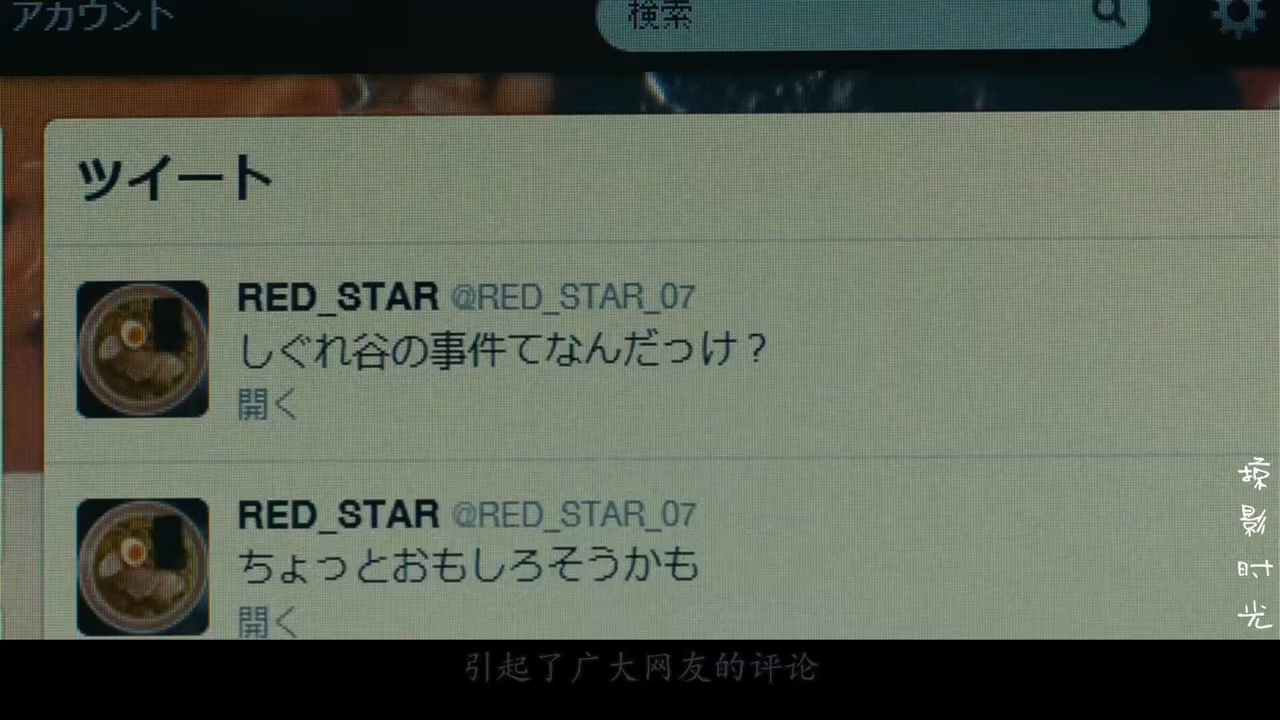 アカウント
検索
ツイート
RED_STAR @RED_STAR_07
しぐれ谷の事件てなんだっけ？
開く
RED_STAR @RED_STAR_07
ちょっとおもしろそうかも
開く
掠影时光
引起了广大网友的评论